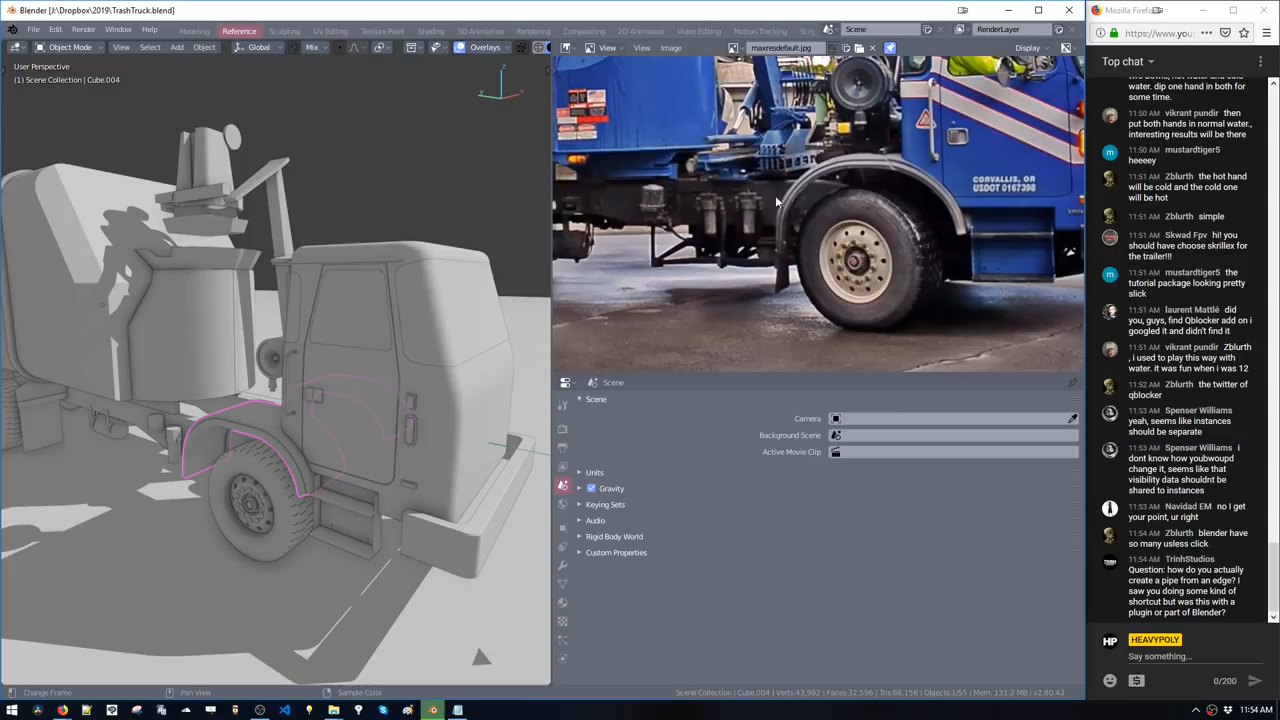 Blender [J:\Dropbox\2019\TrashTruck.blend]
File Edit Render Window Help Modeling Reference Sculpting UV Editing Texture Paint Shading Animation Rendering Compositing 2D Animation Video Editing Motion Tracking Scene RenderLayer
Object Mode View Select Add Object Global Mix Overlays
View View Image maxresdefault.jpg Display
User Perspective
(1) Scene Collection | Cube.004
z
y
x
CORVALLIS, OR
USDOT 0167398
Scene
Scene
Camera
Background Scene
Active Movie Clip
Units
Gravity
Keying Sets
Audio
Rigid Body World
Custom Properties
Change Frame Pan View Sample Color
Scene Collection | Cube.004 | Verts:43,992 | Faces:32,596 | Tris:86,156 | Objects:1/55 | Mem: 131.2 MB | v2.80.43
https://www.you
Top chat
cold and the cold one
time.
11:50 AM vikrant pundir then
put both hands in normal water.,
interesting results will be there
11:50 AM mustardtiger5
heeeey
11:51 AM Zblurth the hot hand
will be cold and the cold one
will be hot
11:51 AM Zblurth simple
11:51 AM Skwad Fpv hi! you
should have choose skrillex for
the trailer!!!
11:51 AM mustardtiger5 the
tutorial package looking pretty
slick
11:51 AM laurent Mattlé did
you, guys, find Qblocker add on i
googled it and didn't find it
11:51 AM vikrant pundir Zblurth
, i used to play this way with
water. it was fun when i was 12
11:52 AM Zblurth the twitter of
qblocker
11:53 AM Spenser Williams
yeah, seems like instances
should be separate
11:53 AM Spenser Williams i
dont know how youbwoupd
change it, seems like that
visibility data shouldnt be
shared to instances
11:54 AM Navidad EM no I get
your point, ur right
11:54 AM Zblurth blender have
so many usless click
11:54 AM TrinhStudios
Question: how do you actually
create a pipe from an edge? I
saw you doing some kind of
shortcut but was this with a
plugin or part of Blender?
HP HEAVYPOLY
Say something...
0/200
11:54 AM